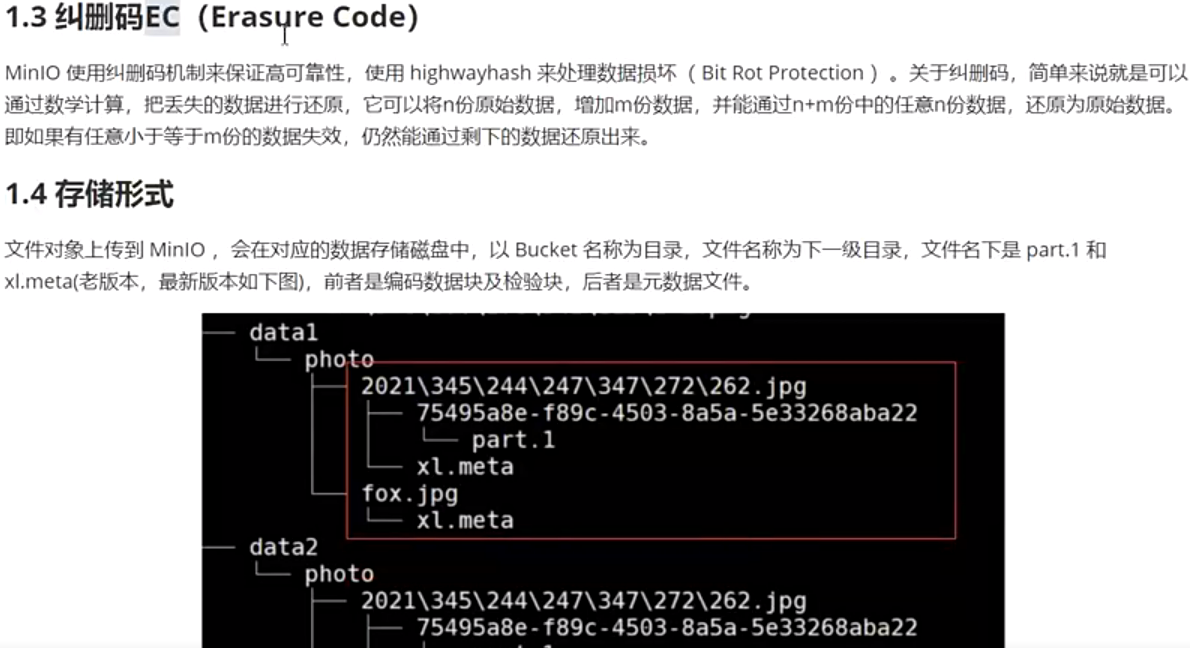 1.3 纠删码EC（Erasure Code）
MinIO 使用纠删码机制来保证高可靠性，使用 highwayhash 来处理数据损坏（ Bit Rot Protection ）。关于纠删码，简单来说就是可以
通过数学计算，把丢失的数据进行还原，它可以将n份原始数据，增加m份数据，并能通过n+m份中的任意n份数据，还原为原始数据。
即如果有任意小于等于m份的数据失效，仍然能通过剩下的数据还原出来。
1.4 存储形式
文件对象上传到 MinIO ，会在对应的数据存储磁盘中，以 Bucket 名称为目录，文件名称为下一级目录，文件名下是 part.1 和
xl.meta(老版本，最新版本如下图)，前者是编码数据块及检验块，后者是元数据文件。
data1
photo
2021\345\244\247\347\272\262.jpg
75495a8e-f89c-4503-8a5a-5e33268aba22
part.1
xl.meta
fox.jpg
xl.meta
data2
photo
2021\345\244\247\347\272\262.jpg
75495a8e-f89c-4503-8a5a-5e33268aba22